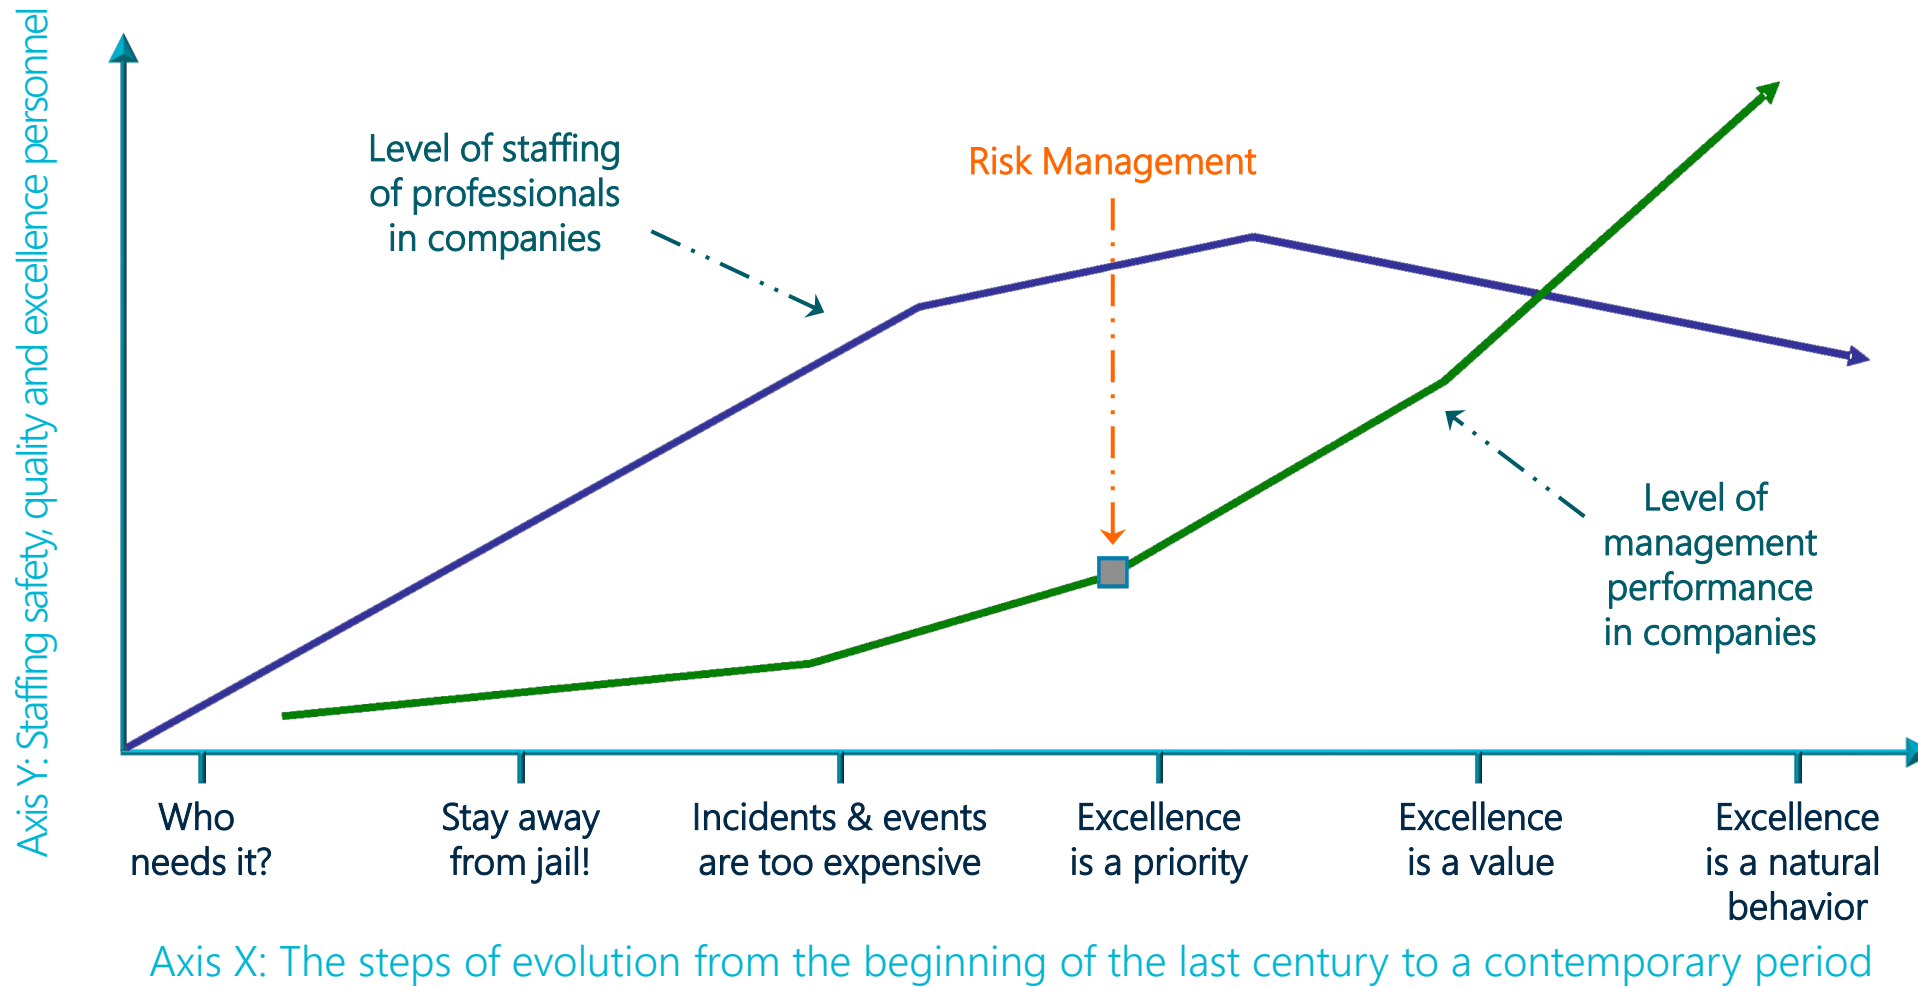 Axis Y: Staffing safety, quality and excellence personnel
Level of staffing
of professionals
in companies
Risk Management
Level of
management
performance
in companies
Who
needs it?
Stay away
from jail!
Incidents & events
are too expensive
Excellence
is a priority
Excellence
is a value
Excellence
is a natural
behavior
Axis X: The steps of evolution from the beginning of the last century to a contemporary period